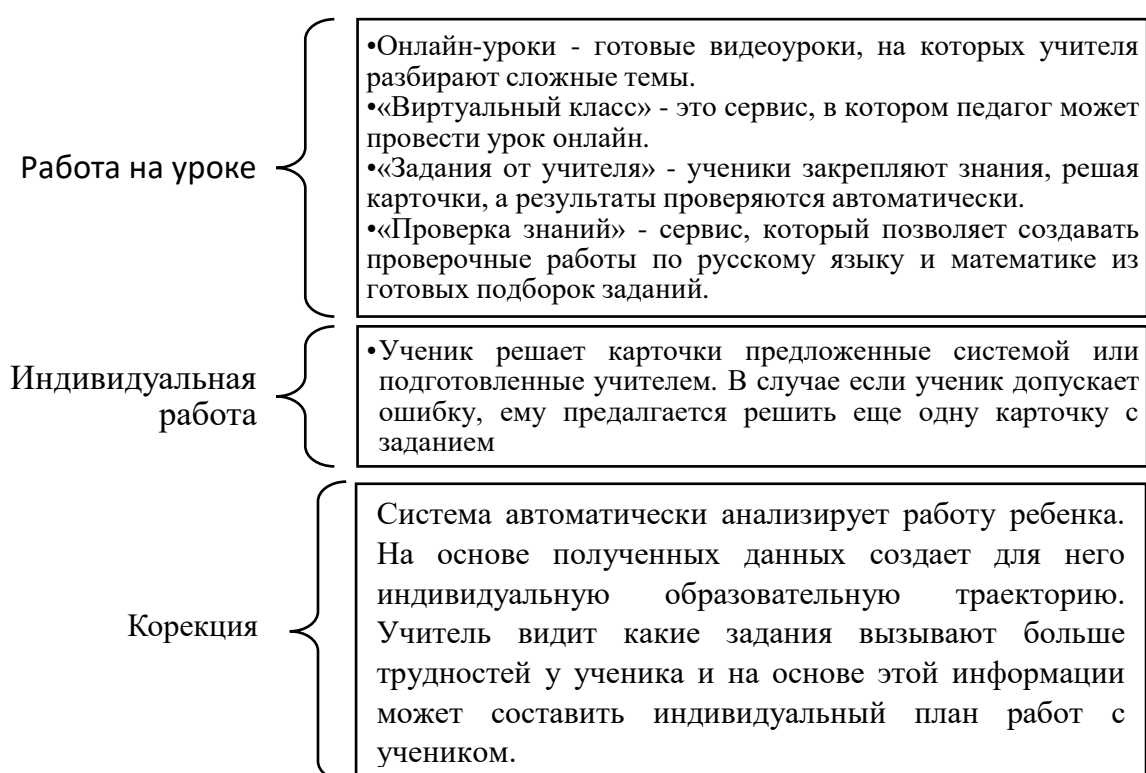 Работа на уроке
•Онлайн-уроки - готовые видеоуроки, на которых учителя
разбирают сложные темы.
•«Виртуальный класс» - это сервис, в котором педагог может
провести урок онлайн.
•«Задания от учителя» - ученики закрепляют знания, решая
карточки, а результаты проверяются автоматически.
•«Проверка знаний» - сервис, который позволяет создавать
проверочные работы по русскому языку и математике из
готовых подборок заданий.
Индивидуальная
работа
•Ученик решает карточки предложенные системой или
подготовленные учителем. В случае если ученик допускает
ошибку, ему предалгается решить еще одну карточку с
заданием
Корекция
Система автоматически анализирует работу ребенка.
На основе полученных данных создает для него
индивидуальную образовательную траекторию.
Учитель видит какие задания вызывают больше
трудностей у ученика и на основе этой информации
может составить индивидуальный план работ с
учеником.